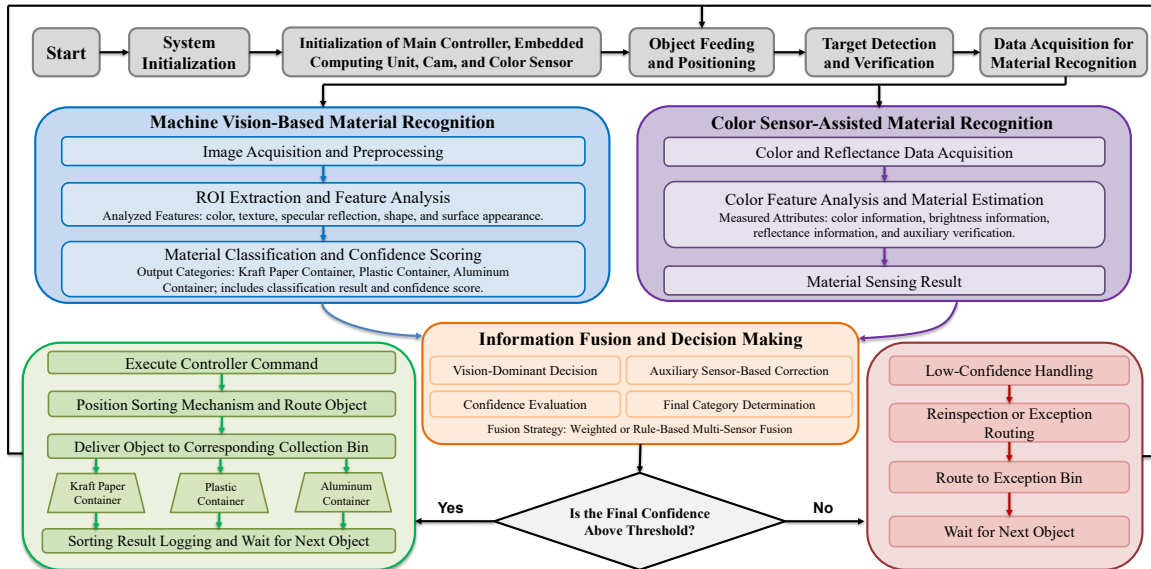 Start
System
Initialization
Initialization of Main Controller, Embedded
Computing Unit, Cam, and Color Sensor
Object Feeding
and Positioning
Target Detection
and Verification
Data Acquisition for
Material Recognition
Machine Vision-Based Material Recognition
Image Acquisition and Preprocessing
ROI Extraction and Feature Analysis
Analyzed Features: color, texture, specular reflection, shape, and surface appearance.
Material Classification and Confidence Scoring
Output Categories: Kraft Paper Container, Plastic Container, Aluminum
Container; includes classification result and confidence score.
Color Sensor-Assisted Material Recognition
Color and Reflectance Data Acquisition
Color Feature Analysis and Material Estimation
Measured Attributes: color information, brightness information,
reflectance information, and auxiliary verification.
Material Sensing Result
Information Fusion and Decision Making
Vision-Dominant Decision
Auxiliary Sensor-Based Correction
Confidence Evaluation
Final Category Determination
Fusion Strategy: Weighted or Rule-Based Multi-Sensor Fusion
Execute Controller Command
Position Sorting Mechanism and Route Object
Deliver Object to Corresponding Collection Bin
Kraft Paper
Container
Plastic
Container
Aluminum
Container
Sorting Result Logging and Wait for Next Object
Yes
Is the Final Confidence
Above Threshold?
No
Low-Confidence Handling
Reinspection or Exception
Routing
Route to Exception Bin
Wait for Next Object